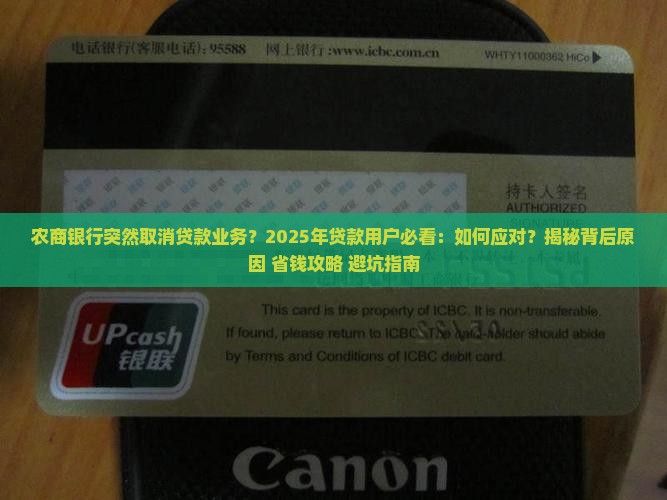 电话银行(客服电话):95588 网上银行:www.icbc.com.cn
WHTY11000362 HiCo
持卡人签名
AUTHORIZED
农商银行突然取消贷款业务？2025年贷款用户必看：如何应对？揭秘背后原
因 省钱攻略 避坑指南
This card is the property of ICBC. It is non-transferable.
If found, please return to ICBC. The card-holder should abide
by Terms and Conditions of ICBC debit card.
UPcash
银联
Canon